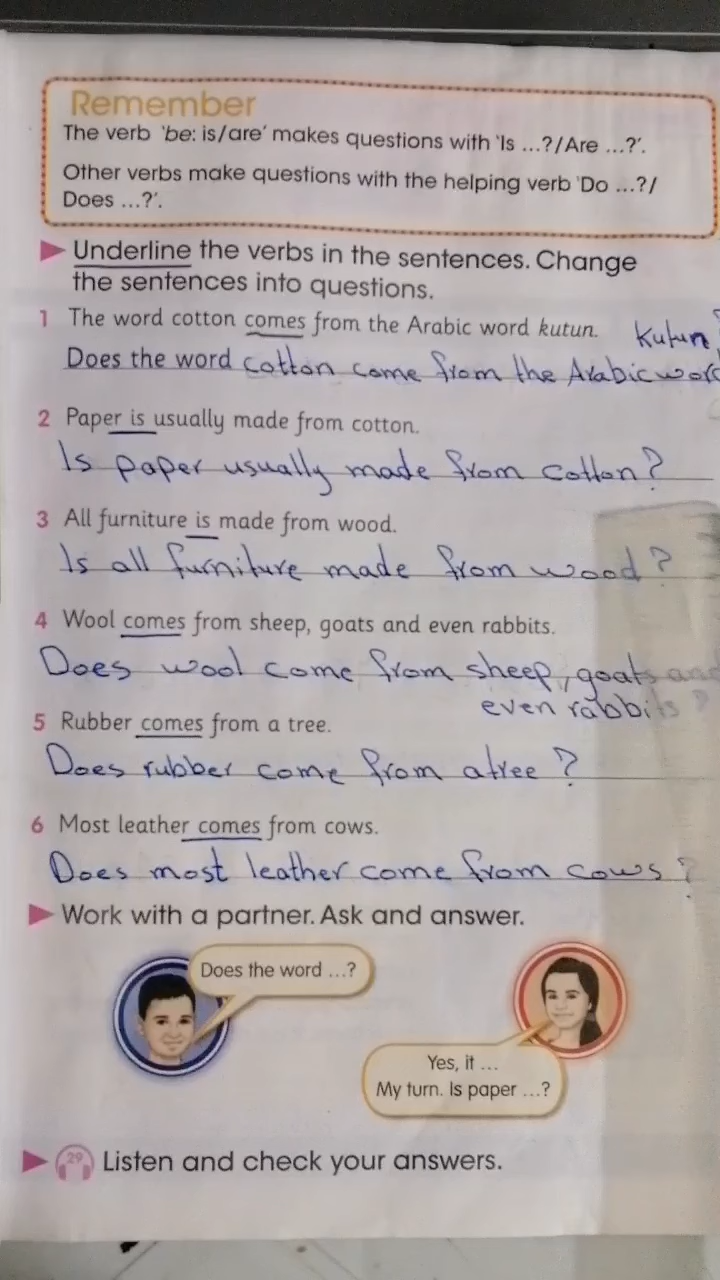 Remember
The verb 'be: is/are' makes questions with 'Is ...?/Are ...?'.
Other verbs make questions with the helping verb 'Do ...?/
Does ...?'.
Underline the verbs in the sentences. Change
the sentences into questions.
1 The word cotton comes from the Arabic word kutun. Kutun?
Does the word cotton come from the Arabic word
2 Paper is usually made from cotton.
Is paper usually made from cotton?
3 All furniture is made from wood.
Is all furniture made from wood?
4 Wool comes from sheep, goats and even rabbits.
Does wool come from sheep, goats and
even rabbits?
5 Rubber comes from a tree.
Does rubber come from atree?
6 Most leather comes from cows.
Does most leather come from cows?
Work with a partner. Ask and answer.
Does the word ...?
Yes, it ...
My turn. Is paper ...?
29 Listen and check your answers.